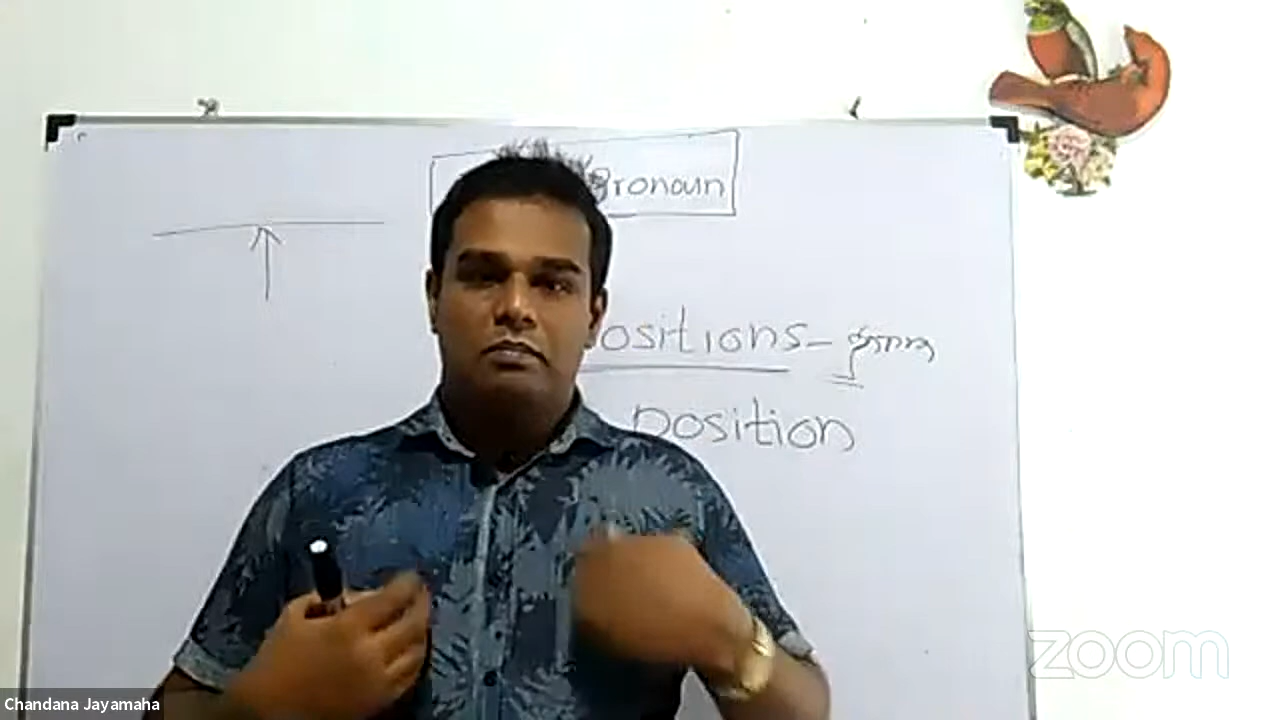 Pronoun
ositions-
position
zoom
Chandana Jayamaha